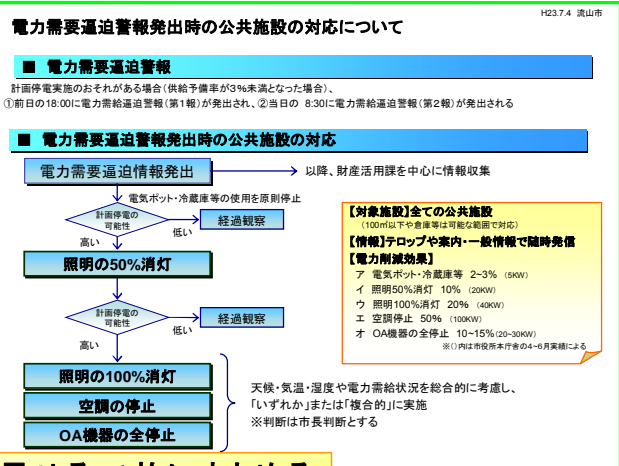 H23.7.4 流山市
電力需要逼迫警報発出時の公共施設の対応について
■ 電力需要逼迫警報
計画停電実施のおそれがある場合(供給予備率が3%未満となった場合)、
①前日の18:00に電力需給逼迫警報(第1報)が発出され、②当日の 8:30に電力需給逼迫警報(第2報)が発出される
■ 電力需要逼迫警報発出時の公共施設の対応
電力需要逼迫情報発出
以降、財産活用課を中心に情報収集
電気ポット・冷蔵庫等の使用を原則停止
計画停電の
可能性
低い
経過観察
高い
照明の50%消灯
計画停電の
可能性
低い
経過観察
高い
照明の100%消灯
空調の停止
OA機器の全停止
【対象施設】全ての公共施設
(100㎡以下や倉庫等は可能な範囲で対応)
【情報】テロップや案内・一般情報で随時発信
【電力削減効果】
ア 電気ポット・冷蔵庫等 2~3% (5KW)
イ 照明50%消灯 10% (20KW)
ウ 照明100%消灯 20% (40KW)
エ 空調停止 50% (100KW)
オ OA機器の全停止 10~15%(20~30KW)
※()内は市役所本庁舎の4~6月実績による
天候・気温・湿度や電力需給状況を総合的に考慮し、
「いずれか」または「複合的」に実施
※判断は市長判断とする